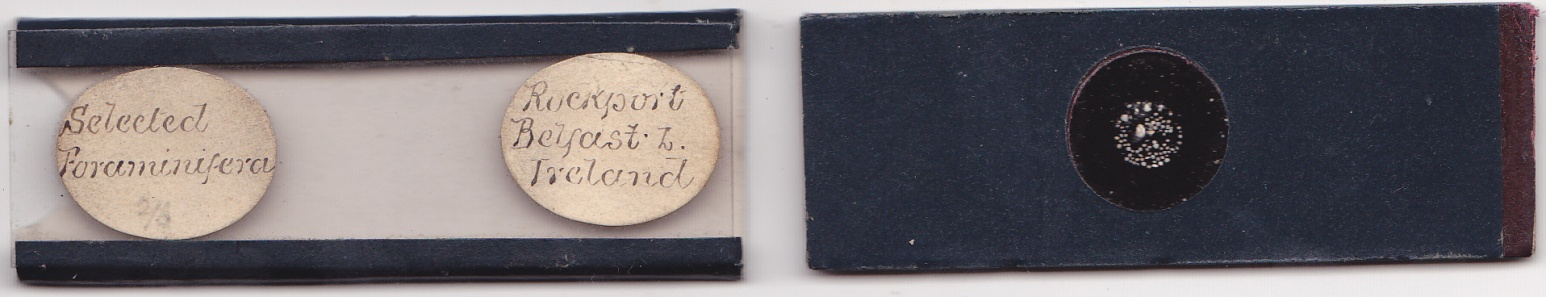 Selected
Foraminifera
2/3
Rockport
Belfast. L.
Ireland